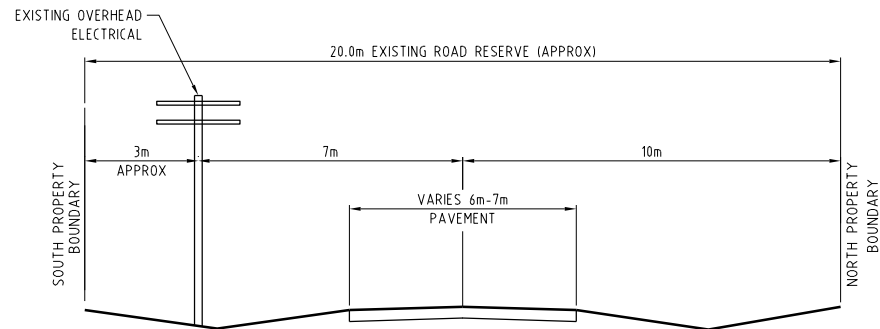 EXISTING OVERHEAD
ELECTRICAL
20.0m EXISTING ROAD RESERVE (APPROX)
3m
APPROX
7m
10m
VARIES 6m-7m
PAVEMENT
SOUTH PROPERTY
BOUNDARY
NORTH PROPERTY
BOUNDARY